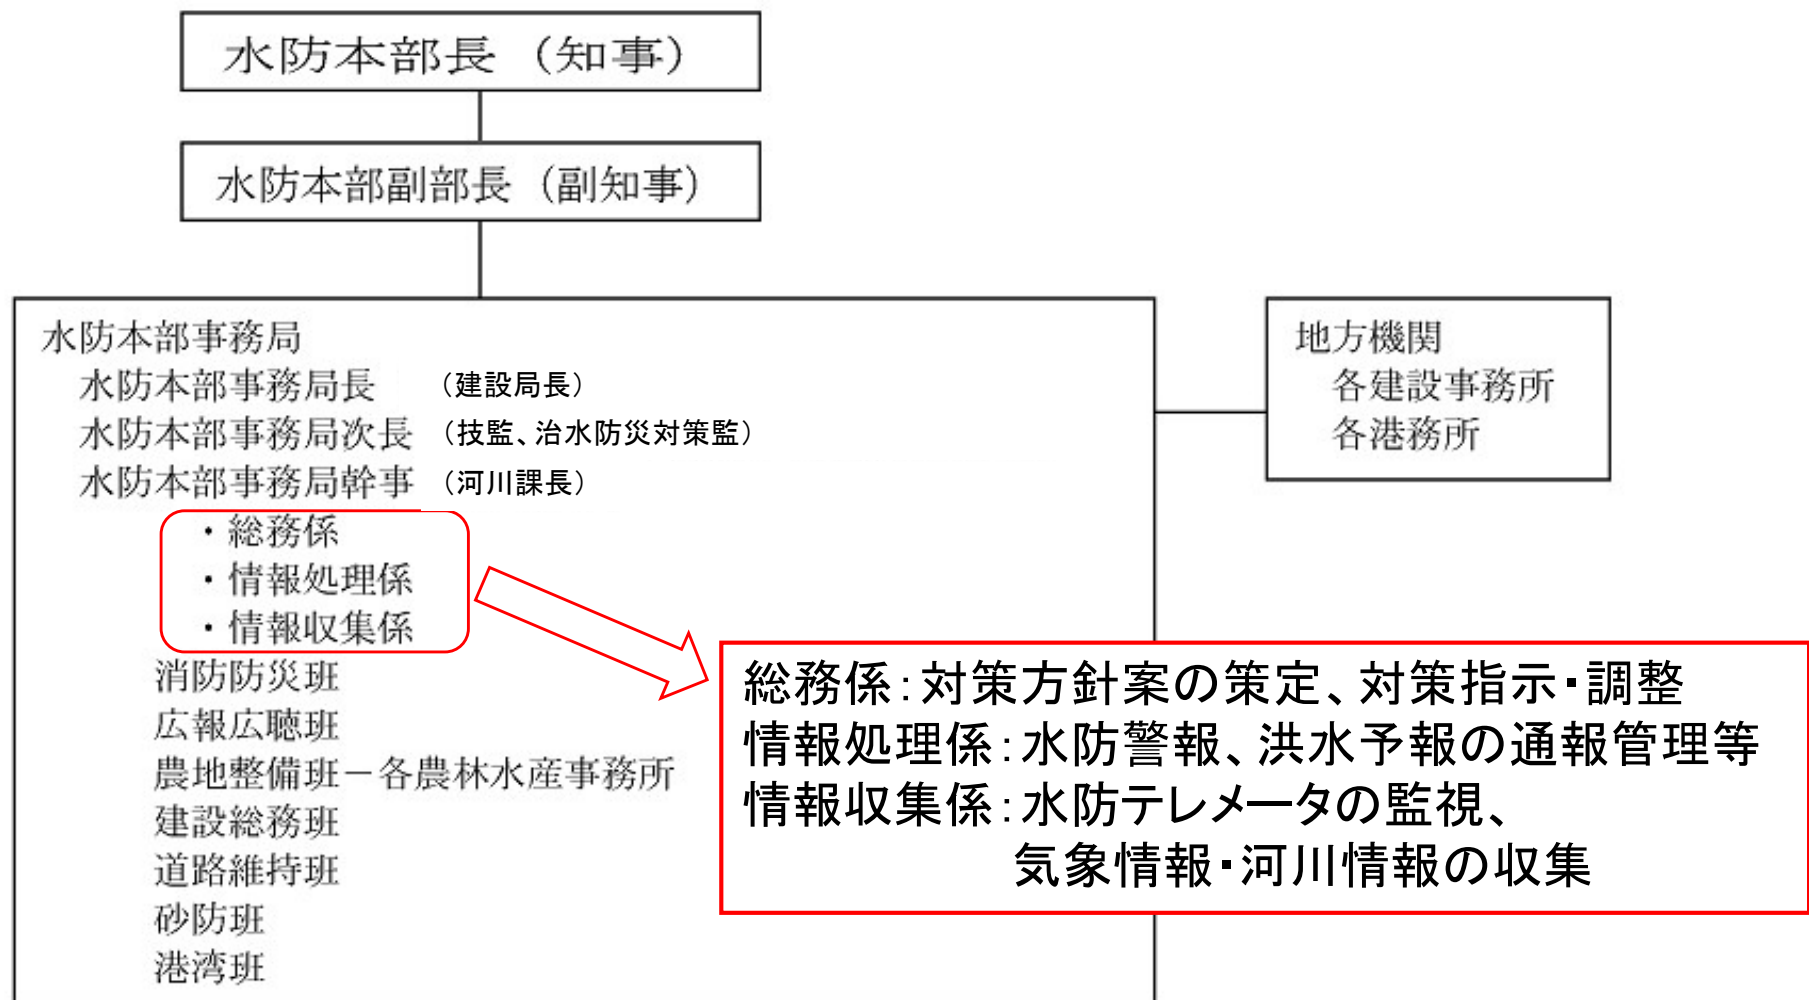 水防本部長（知事）
水防本部副部長（副知事）
水防本部事務局
水防本部事務局長 （建設局長）
水防本部事務局次長 （技監、治水防災対策監）
水防本部事務局幹事 （河川課長）
・総務係
・情報処理係
・情報収集係
消防防災班
広報広聴班
農地整備班－各農林水産事務所
建設総務班
道路維持班
砂防班
港湾班
地方機関
各建設事務所
各港務所
総務係：対策方針案の策定、対策指示・調整
情報処理係：水防警報、洪水予報の通報管理等
情報収集係：水防テレメータの監視、
気象情報・河川情報の収集